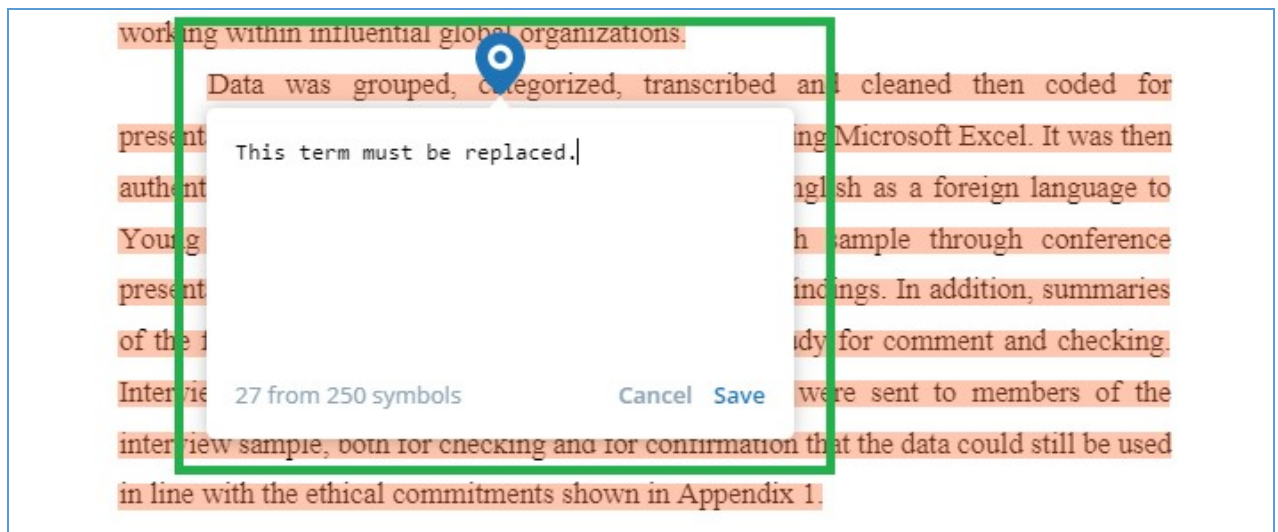 working within influential global organizations.
Data was grouped, categorized, transcribed and cleaned then coded for
present
This term must be replaced.
ing Microsoft Excel. It was then
authent
nglish as a foreign language to
Young
h sample through conference
present
findings. In addition, summaries
of the f
udy for comment and checking.
Intervie
27 from 250 symbols Cancel Save
were sent to members of the
interview sample, both for checking and for confirmation that the data could still be used
in line with the ethical commitments shown in Appendix 1.